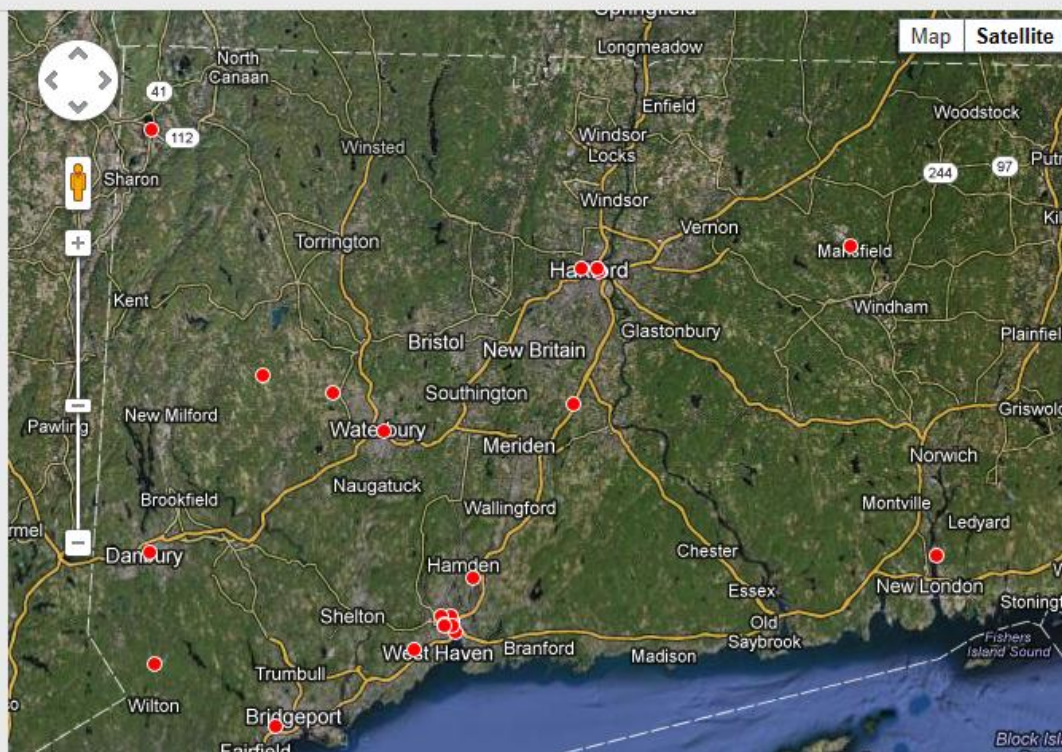 Springfield
Longmeadow
Map
Satellite
North
Canaan
41
Enfield
Woodstock
112
Windsor
Locks
Winsted
97
244
Sharon
Windsor
Vernon
Torrington
Mansfield
Hartford
Kent
Windham
Glastonbury
Bristol
New Britain
Southington
New Milford
Pawling
Waterbury
Meriden
Norwich
Naugatuck
Brookfield
Wallingford
Montville
Ledyard
Danbury
Chester
Hamden
Essex
New London
Shelton
Old
Saybrook
Fishers
Island Sound
West Haven
Branford
Madison
Trumbull
Wilton
Bridgeport
Fairfield